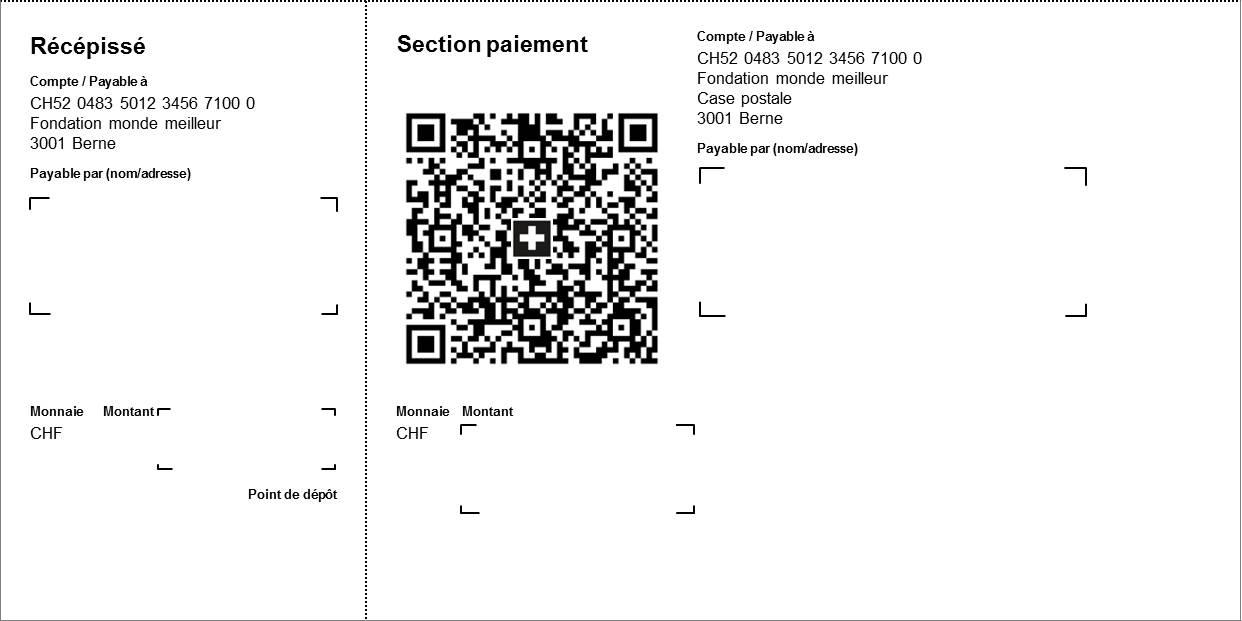 Récépissé
Compte / Payable à
CH52 0483 5012 3456 7100 0
Fondation monde meilleur
3001 Berne
Payable par (nom/adresse)
Monnaie Montant
CHF
Point de dépôt
Section paiement
Monnaie Montant
CHF
Compte / Payable à
CH52 0483 5012 3456 7100 0
Fondation monde meilleur
Case postale
3001 Berne
Payable par (nom/adresse)